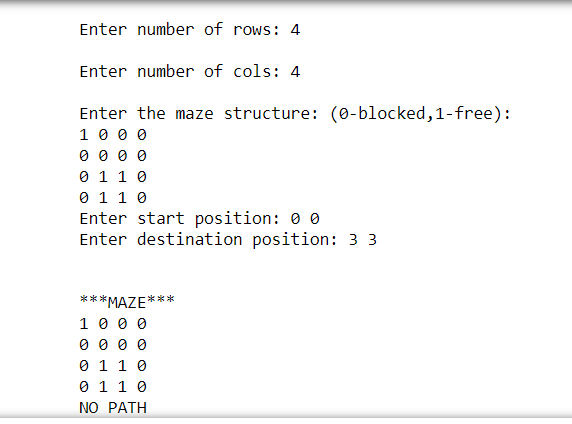 Enter number of rows: 4
Enter number of cols: 4
Enter the maze structure: (0-blocked,1-free):
1 0 0 0
0 0 0 0
0 1 1 0
0 1 1 0
Enter start position: 0 0
Enter destination position: 3 3
***MAZE***
1 0 0 0
0 0 0 0
0 1 1 0
0 1 1 0
NO PATH